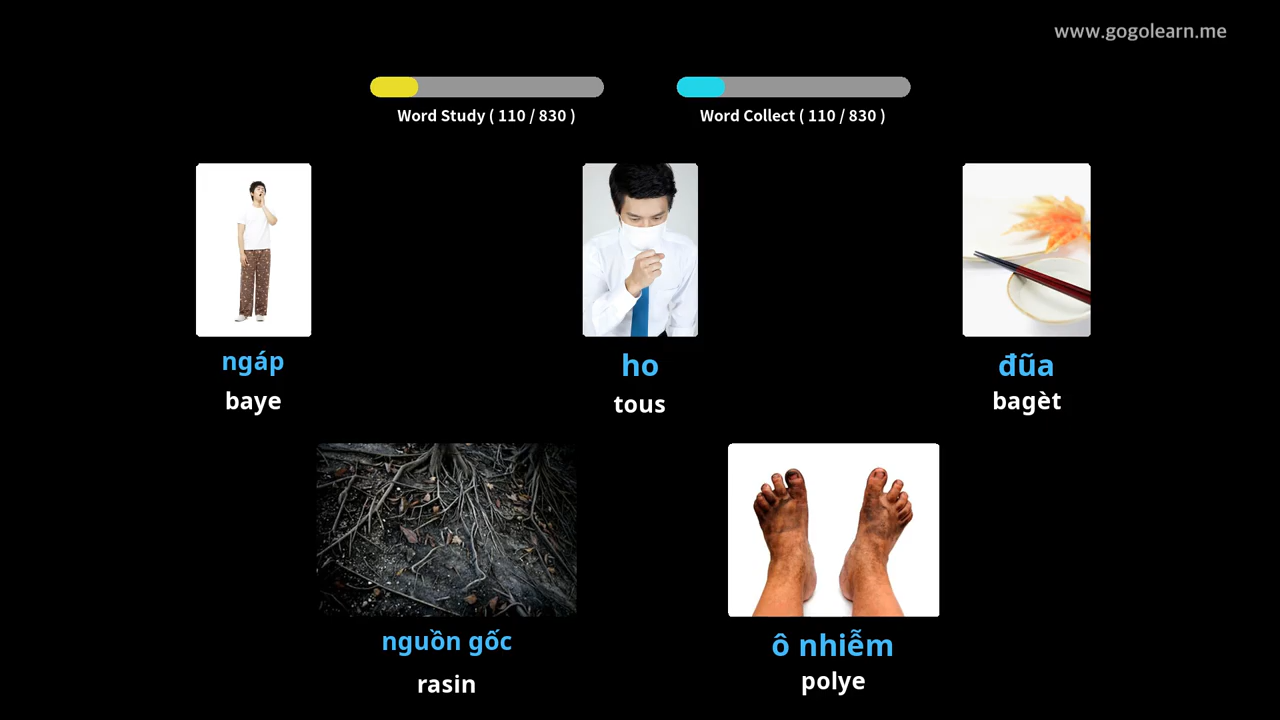 www.gogolearn.me
Word Study ( 110 / 830 )
Word Collect ( 110 / 830 )
ngáp
baye
ho
tous
đũa
bagèt
nguồn gốc
rasin
ô nhiễm
polye